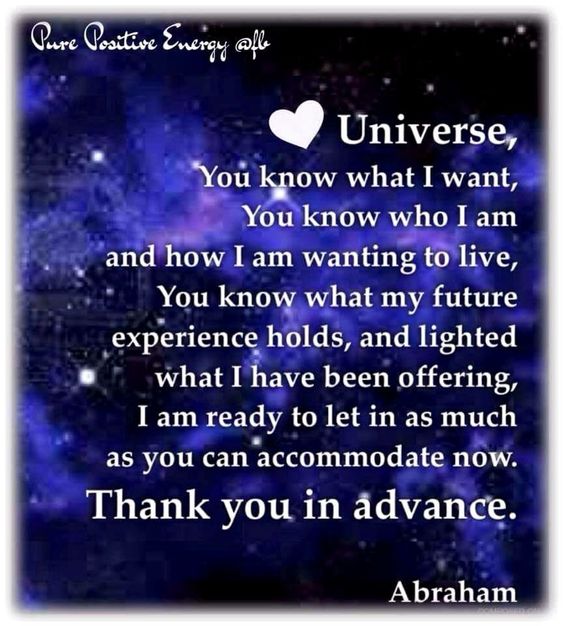 Pure Positive Energy @fb
Universe,
You know what I want,
You know who I am
and how I am wanting to live,
You know what my future
experience holds, and lighted
what I have been offering,
I am ready to let in as much
as you can accommodate now.
Thank you in advance.
Abraham